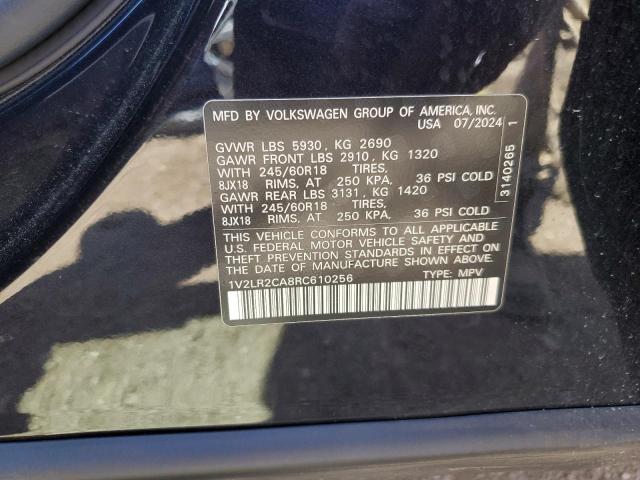 MFD BY VOLKSWAGEN GROUP OF AMERICA, INC.
USA 07/2024
GVWR LBS 5930, KG 2690
GAWR FRONT LBS 2910, KG 1320
WITH 245/60R18 TIRES,
8JX18 RIMS, AT 250 KPA, 36 PSI COLD
GAWR REAR LBS 3131, KG 1420
WITH 245/60R18 TIRES,
8JX18 RIMS, AT 250 KPA, 36 PSI COLD
THIS VEHICLE CONFORMS TO ALL APPLICABLE
U.S. FEDERAL MOTOR VEHICLE SAFETY AND
THEFT PREVENTION STANDARDS IN EFFECT ON
THE DATE OF MANUFACTURE SHOWN ABOVE.
1V2LR2CA8RC610256 TYPE: MPV
3140265 1